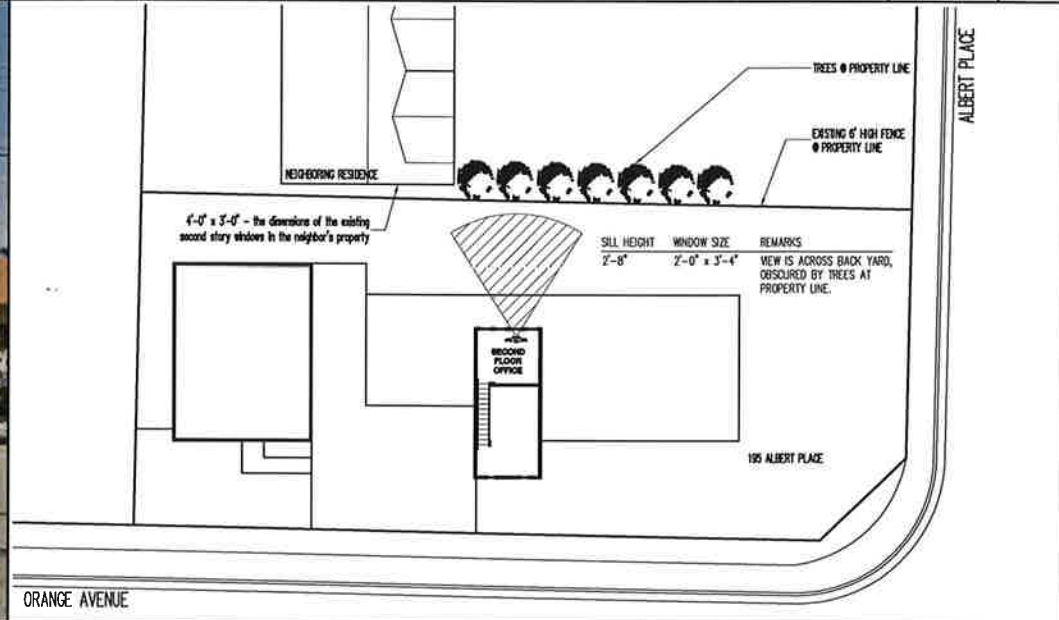 ALBERT PLACE
TREES @ PROPERTY LINE
EXISTING 6' HIGH FENCE
@ PROPERTY LINE
NEIGHBORING RESIDENCE
4'-0" x 3'-0" - the dimensions of the existing
second story windows in the neighbor's property
SILL HEIGHT WINDOW SIZE REMARKS
2'-8" 2'-0" x 3'-4" VIEW IS ACROSS BACK YARD,
OBSCURED BY TREES AT
PROPERTY LINE.
SECOND
FLOOR
OFFICE
195 ALBERT PLACE
ORANGE AVENUE